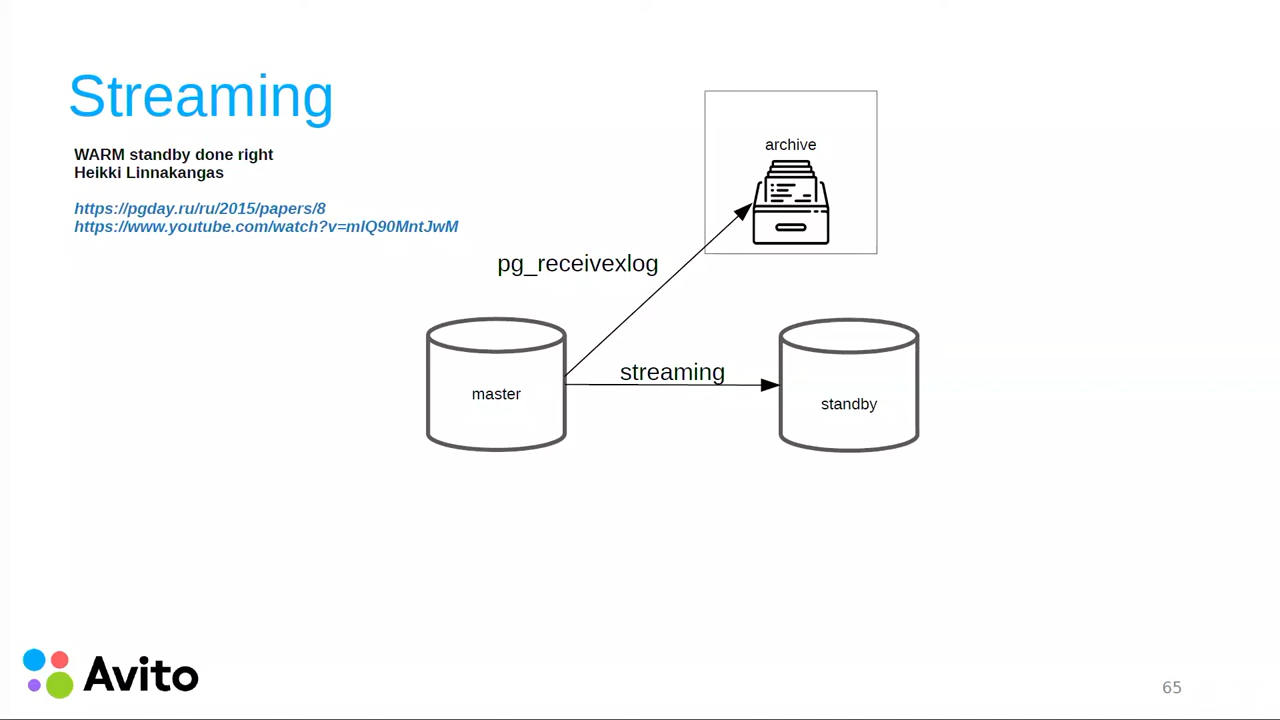 Streaming
WARM standby done right
Heikki Linnakangas
https://pgday.ru/ru/2015/papers/8
https://www.youtube.com/watch?v=mIQ90MntJwM
archive
pg_receivexlog
streaming
master
standby
Avito
65